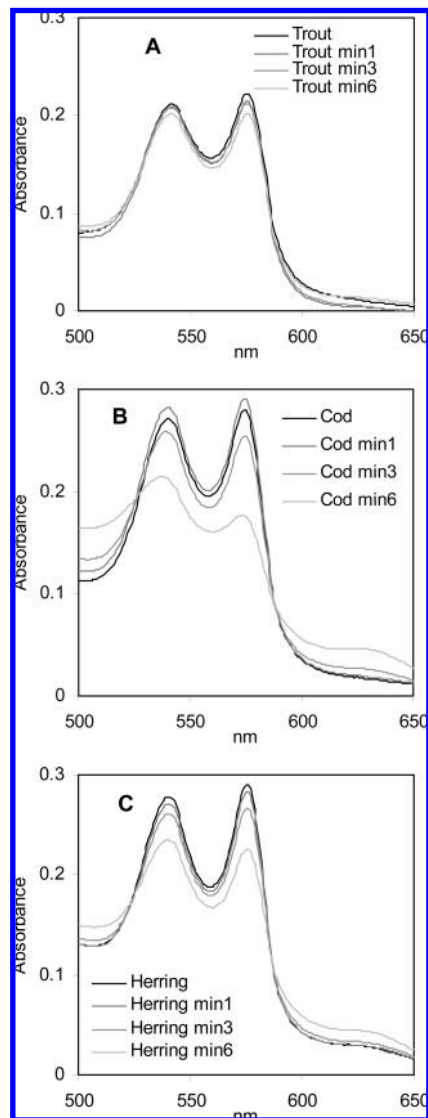 A
Trout
Trout min1
Trout min3
Trout min6
0.3
0.2
0.1
0
Absorbance
500
550
600
650
nm
B
Cod
Cod min1
Cod min3
Cod min6
0.3
0.2
0.1
0
Absorbance
500
550
600
650
nm
C
Herring
Herring min1
Herring min3
Herring min6
0.3
0.2
0.1
0
Absorbance
500
550
600
650
nm